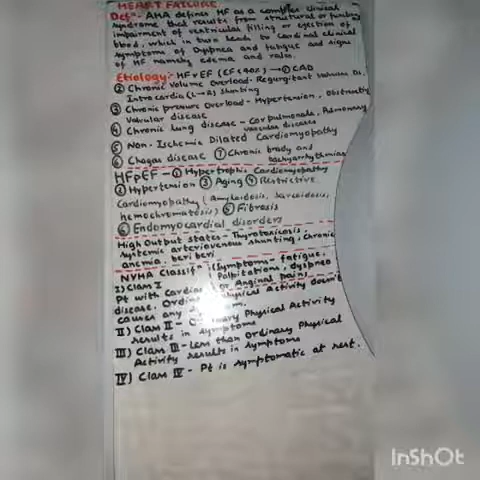 HEART FAILURE
Def:- AHA defines HF as a complex clinical
syndrome that results from structural or functional
impairment of ventricular filling or ejection of
blood, which in turn leads to Cardinal clinical
symptoms of Dyspnea and fatigue and signs
of HF namely edema and rales.
Etiology:- HFrEF (EF≤40%) → ① CAD
② Chronic Volume Overload- Regurgitant valvular Di.
Intracardiac (L→R) Shunting
③ Chronic pressure Overload - Hypertension, Obstructive
Valvular disease
④ Chronic lung disease - Cor pulmonale, Pulmonary
vascular diseases
⑤ Non-Ischemic Dilated Cardiomyopathy
⑥ Chagas disease ⑦ Chronic brady and
tachyarrhythmias
HFpEF - ① Hypertrophic Cardiomyopathy
② Hypertension ③ Aging ④ Restrictive
Cardiomyopathy (Amyloidosis, Sarcoidosis,
hemochromatosis) ⑤ Fibrosis
⑥ Endomyocardial disorders
High Output states- Thyrotoxicosis,
systemic arteriovenous shunting, Chronic
anemia, beri beri
NYHA Classifn (Symptoms - fatigue,
Palpitations, dyspnea
or Anginal pain)
I) Class I
Pt with Cardiac
disease. Ordinary Physical Activity doesn't
causes any
II) Class II - Ordinary Physical Activity
results in symptoms
III) Class III - Less than Ordinary Physical
Activity results in symptoms
IV) Class IV - Pt is symptomatic at rest.
InShOt